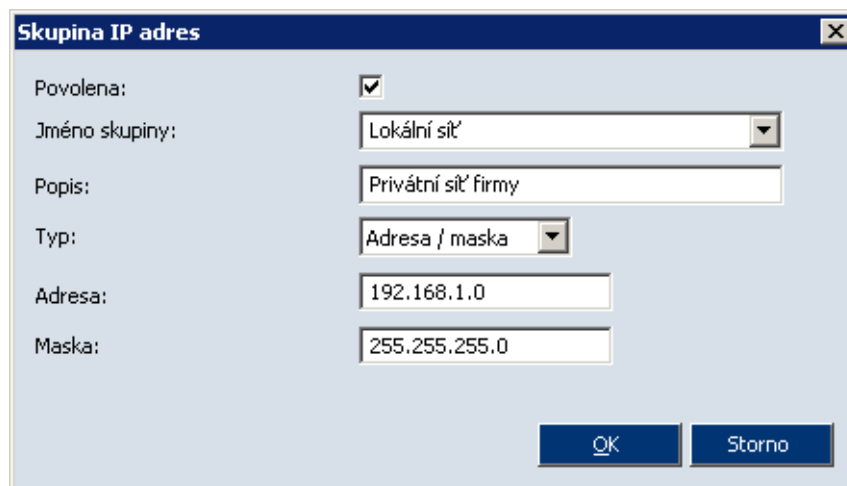 Skupina IP adres
Povolena:
Jméno skupiny: Lokální síť
Popis: Privátní síť firmy
Typ: Adresa / maska
Adresa: 192.168.1.0
Maska: 255.255.255.0
OK Storno